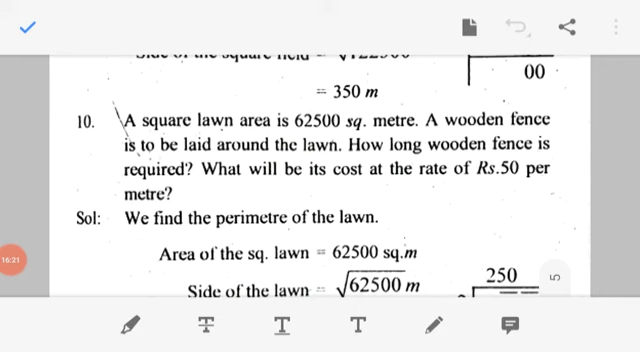 00
= 350 m
10. A square lawn area is 62500 sq. metre. A wooden fence
is to be laid around the lawn. How long wooden fence is
required? What will be its cost at the rate of Rs.50 per
metre?
Sol: We find the perimetre of the lawn.
16:21
Area of the sq. lawn = 62500 sq.m
250
5
Side of the lawn = √62500 m
T T T